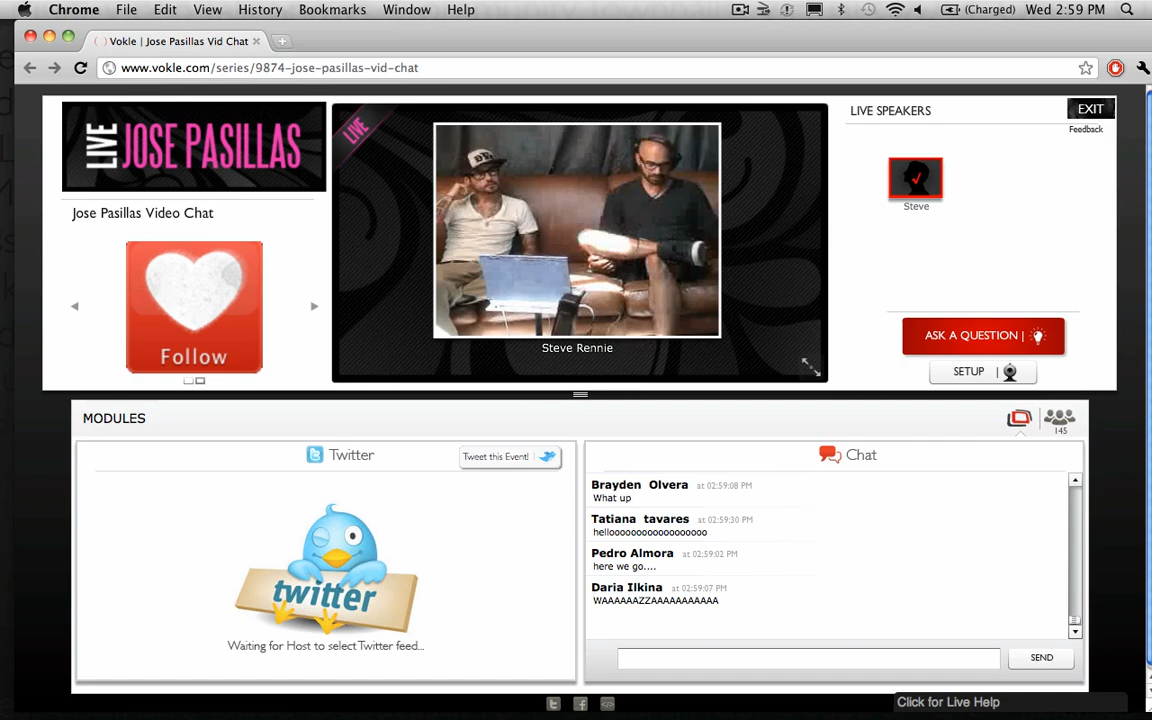 Chrome File Edit View History Bookmarks Window Help (Charged) Wed 2:59 PM
Vokle | Jose Pasillas Vid Chat
www.vokle.com/series/9874-jose-pasillas-vid-chat
LIVE JOSE PASILLAS
Jose Pasillas Video Chat
Follow
LIVE
Steve Rennie
LIVE SPEAKERS
EXIT
Feedback
Steve
ASK A QUESTION |
SETUP |
MODULES
145
Twitter
Tweet this Event!
twitter
Waiting for Host to select Twitter feed...
Chat
Brayden Olvera at 02:59:08 PM
What up
Tatiana tavares at 02:59:30 PM
hellooooooooooooooooo
Pedro Almora at 02:59:02 PM
here we go....
Daria Ilkina at 02:59:07 PM
WAAAAAAZZAAAAAAAAAAA
SEND
Click for Live Help